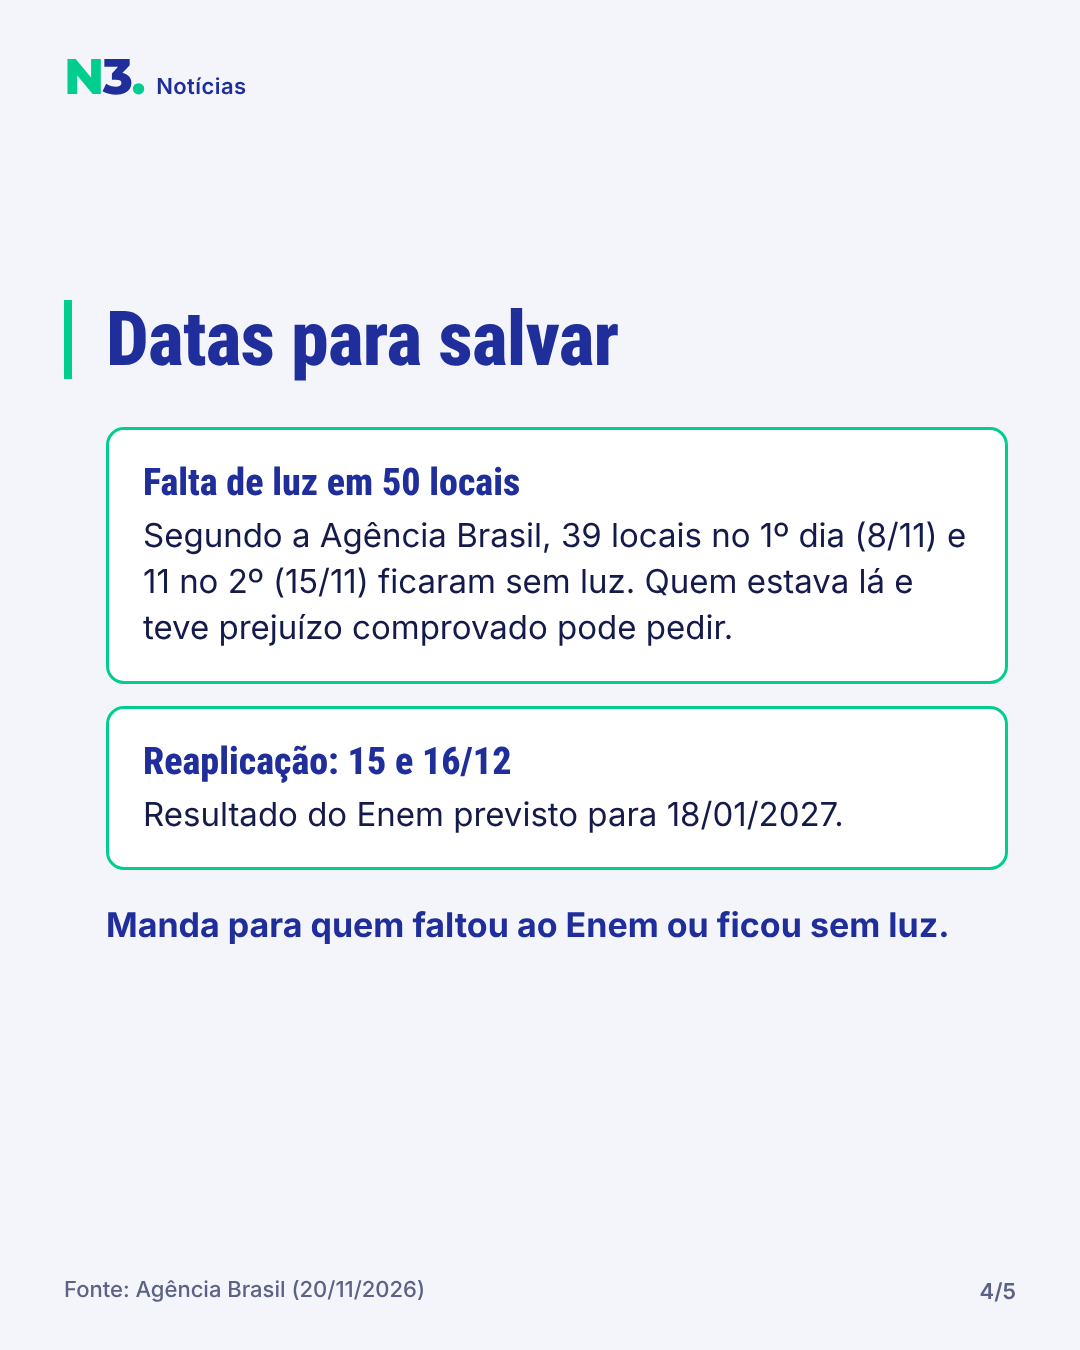 N3. Notícias
Datas para salvar
Falta de luz em 50 locais
Segundo a Agência Brasil, 39 locais no 1º dia (8/11) e
11 no 2º (15/11) ficaram sem luz. Quem estava lá e
teve prejuízo comprovado pode pedir.
Reaplicação: 15 e 16/12
Resultado do Enem previsto para 18/01/2027.
Manda para quem faltou ao Enem ou ficou sem luz.
Fonte: Agência Brasil (20/11/2026)
4/5